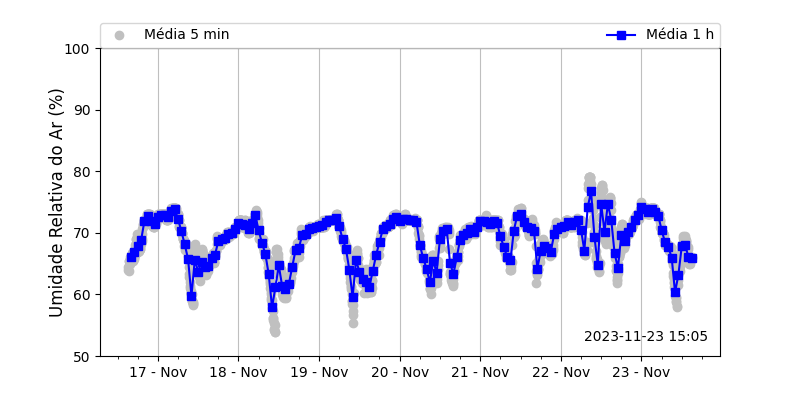 Média 5 min
Média 1 h
Umidade Relativa do Ar (%)
100
90
80
70
60
50
2023-11-23 15:05
17 - Nov
18 - Nov
19 - Nov
20 - Nov
21 - Nov
22 - Nov
23 - Nov